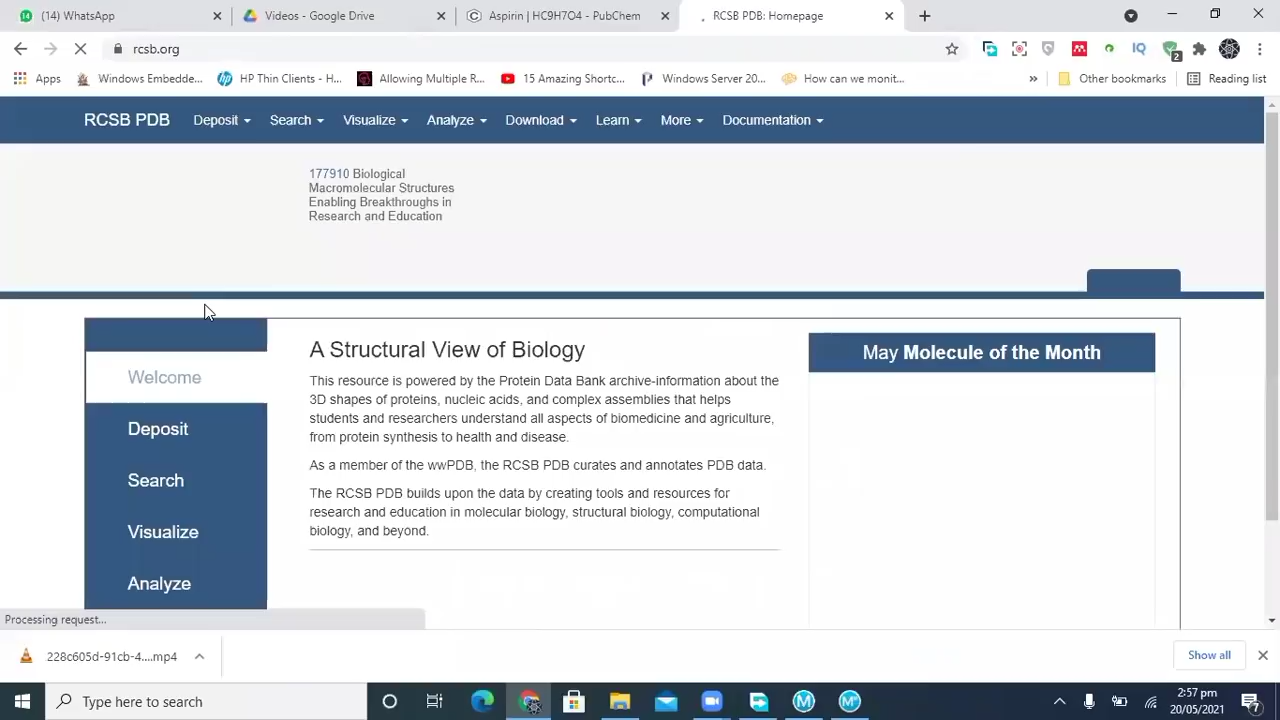 (14) WhatsApp
Videos - Google Drive
Aspirin | HC9H7O4 - PubChem
RCSB PDB: Homepage
rcsb.org
Apps
Windows Embedde...
HP Thin Clients - H...
Allowing Multiple R...
15 Amazing Shortc...
Windows Server 20...
How can we monit...
»
Other bookmarks
Reading list
RCSB PDB Deposit Search Visualize Analyze Download Learn More Documentation
177910 Biological
Macromolecular Structures
Enabling Breakthroughs in
Research and Education
Welcome
Deposit
Search
Visualize
Analyze
A Structural View of Biology
This resource is powered by the Protein Data Bank archive-information about the
3D shapes of proteins, nucleic acids, and complex assemblies that helps
students and researchers understand all aspects of biomedicine and agriculture,
from protein synthesis to health and disease.
As a member of the wwPDB, the RCSB PDB curates and annotates PDB data.
The RCSB PDB builds upon the data by creating tools and resources for
research and education in molecular biology, structural biology, computational
biology, and beyond.
May Molecule of the Month
Processing request...
228c605d-91cb-4....mp4
Show all
Type here to search
2:57 pm
20/05/2021